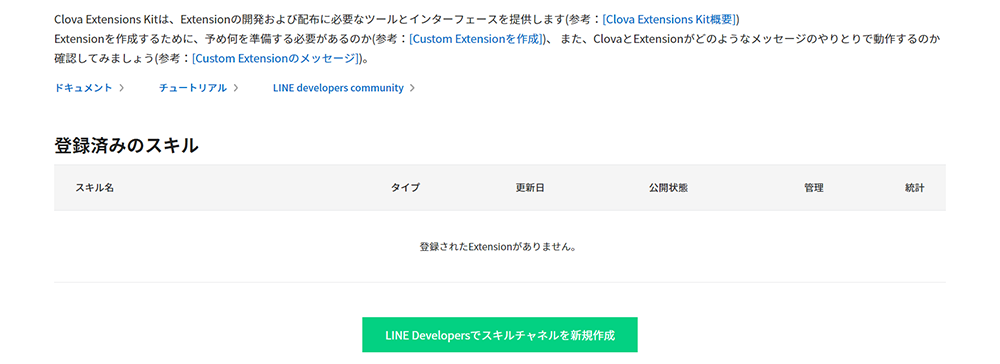 Clova Extensions Kitは、Extensionの開発および配布に必要なツールとインターフェースを提供します(参考：[Clova Extensions Kit概要])
Extensionを作成するために、予め何を準備する必要があるのか(参考：[Custom Extensionを作成])、また、ClovaとExtensionがどのようなメッセージのやりとりで動作するのか
確認してみましょう(参考：[Custom Extensionのメッセージ])。
ドキュメント > チュートリアル > LINE developers community >
登録済みのスキル
スキル名 タイプ 更新日 公開状態 管理 統計
登録されたExtensionがありません。
LINE Developersでスキルチャネルを新規作成